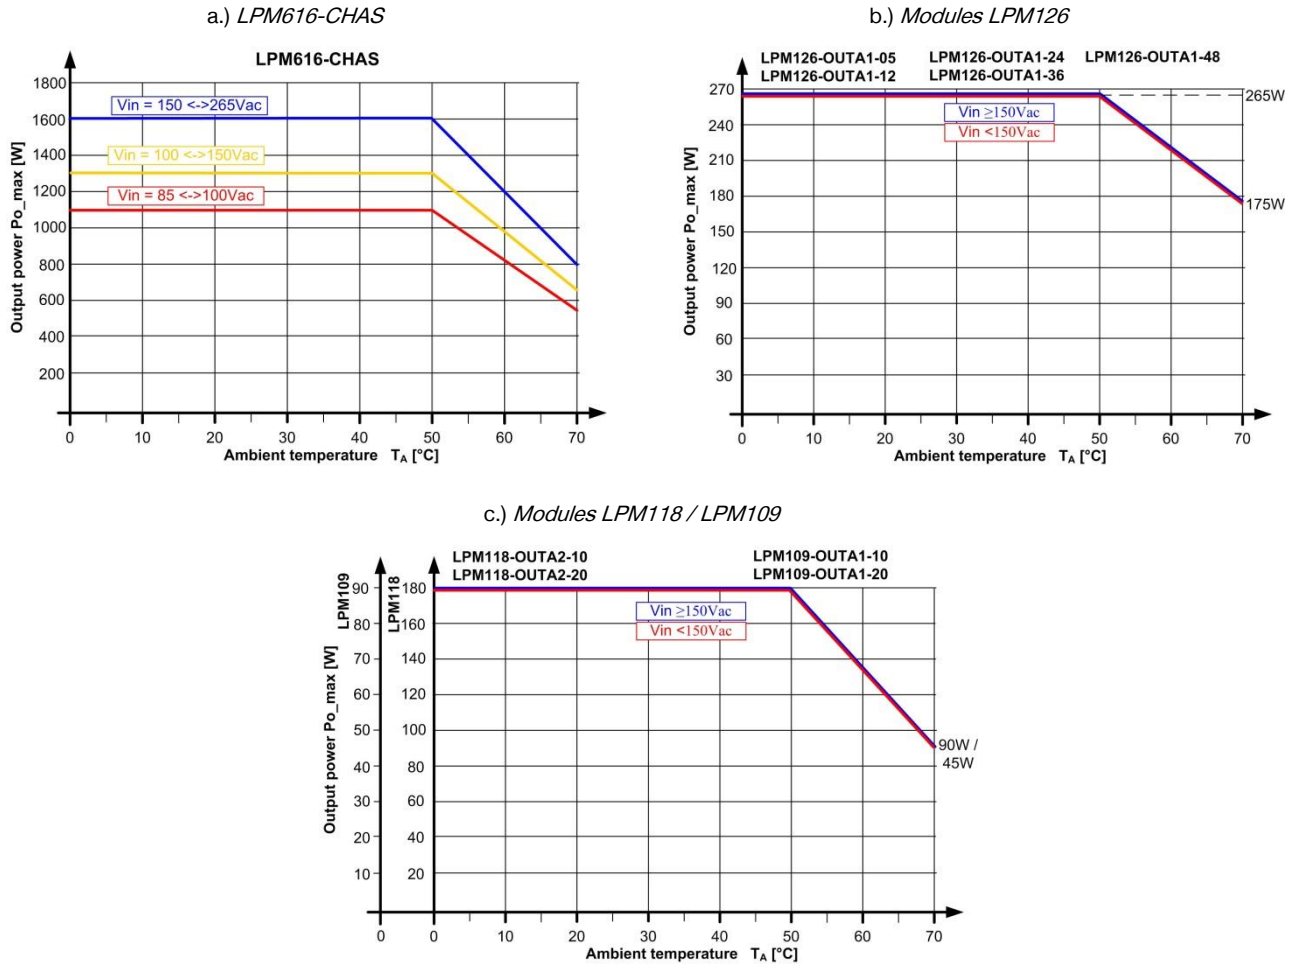 a.) LPM616-CHAS
LPM616-CHAS
1800
1600
1400
1200
1000
800
600
400
200
Output power Po_max [W]
Vin = 150 <->265Vac
Vin = 100 <->150Vac
Vin = 85 <->100Vac
0 10 20 30 40 50 60 70
Ambient temperature TA [°C]
b.) Modules LPM126
LPM126-OUTA1-05 LPM126-OUTA1-24 LPM126-OUTA1-48
LPM126-OUTA1-12 LPM126-OUTA1-36
270
240
210
180
150
120
90
60
30
Output power Po_max [W]
Vin ≥150Vac
Vin <150Vac
265W
175W
0 10 20 30 40 50 60 70
Ambient temperature TA [°C]
c.) Modules LPM118 / LPM109
LPM118-OUTA2-10 LPM109-OUTA1-10
LPM118-OUTA2-20 LPM109-OUTA1-20
LPM109
LPM118
90 180
80 160
70 140
60 120
50 100
40 80
30 60
20 40
10 20
Output power Po_max [W]
Vin ≥150Vac
Vin <150Vac
90W /
45W
0 0 10 20 30 40 50 60 70
Ambient temperature TA [°C]